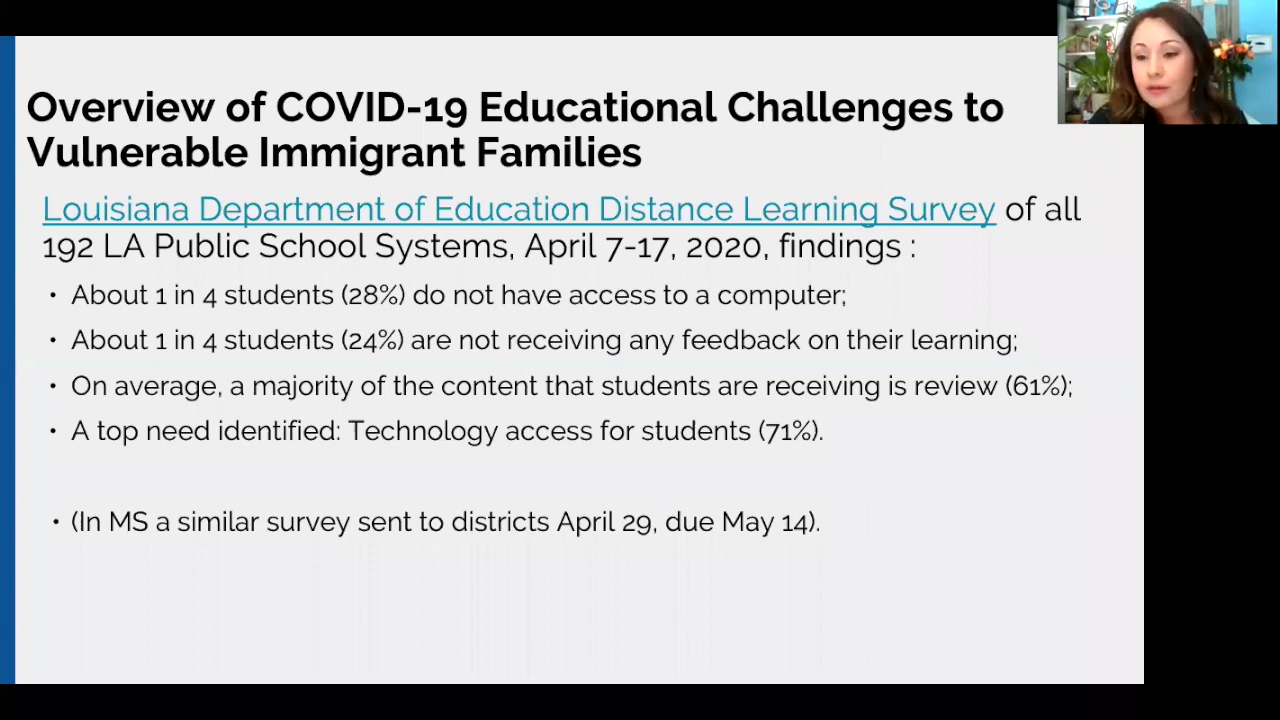 Overview of COVID-19 Educational Challenges to
Vulnerable Immigrant Families
Louisiana Department of Education Distance Learning Survey of all
192 LA Public School Systems, April 7-17, 2020, findings :
• About 1 in 4 students (28%) do not have access to a computer;
• About 1 in 4 students (24%) are not receiving any feedback on their learning;
• On average, a majority of the content that students are receiving is review (61%);
• A top need identified: Technology access for students (71%).
• (In MS a similar survey sent to districts April 29, due May 14).